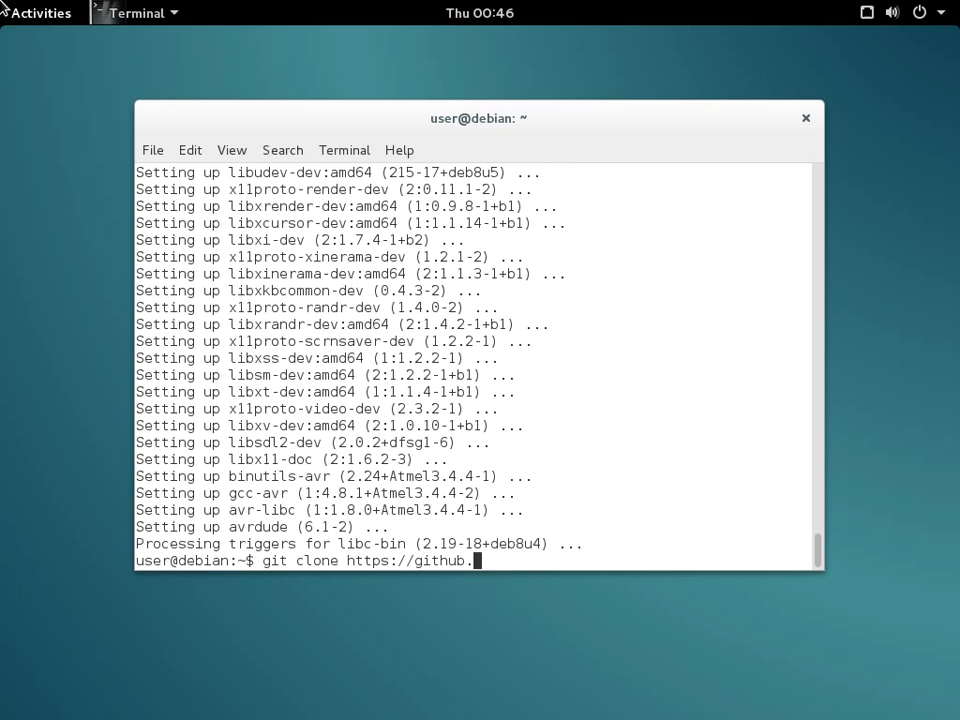 Activities
Terminal
Thu 00:46
user@debian: ~
File Edit View Search Terminal Help
Setting up libudev-dev:amd64 (215-17+deb8u5) ...
Setting up x11proto-render-dev (2:0.11.1-2) ...
Setting up libxrender-dev:amd64 (1:0.9.8-1+b1) ...
Setting up libxcursor-dev:amd64 (1:1.1.14-1+b1) ...
Setting up libxi-dev (2:1.7.4-1+b2) ...
Setting up x11proto-xinerama-dev (1.2.1-2) ...
Setting up libxinerama-dev:amd64 (2:1.1.3-1+b1) ...
Setting up libxkbcommon-dev (0.4.3-2) ...
Setting up x11proto-randr-dev (1.4.0-2) ...
Setting up libxrandr-dev:amd64 (2:1.4.2-1+b1) ...
Setting up x11proto-scrnsaver-dev (1.2.2-1) ...
Setting up libxss-dev:amd64 (1:1.2.2-1) ...
Setting up libsm-dev:amd64 (2:1.2.2-1+b1) ...
Setting up libxt-dev:amd64 (1:1.1.4-1+b1) ...
Setting up x11proto-video-dev (2.3.2-1) ...
Setting up libxv-dev:amd64 (2:1.0.10-1+b1) ...
Setting up libsdl2-dev (2.0.2+dfsg1-6) ...
Setting up libx11-doc (2:1.6.2-3) ...
Setting up binutils-avr (2.24+Atmel3.4.4-1) ...
Setting up gcc-avr (1:4.8.1+Atmel3.4.4-2) ...
Setting up avr-libc (1:1.8.0+Atmel3.4.4-1) ...
Setting up avrdude (6.1-2) ...
Processing triggers for libc-bin (2.19-18+deb8u4) ...
user@debian:~$ git clone https://github.